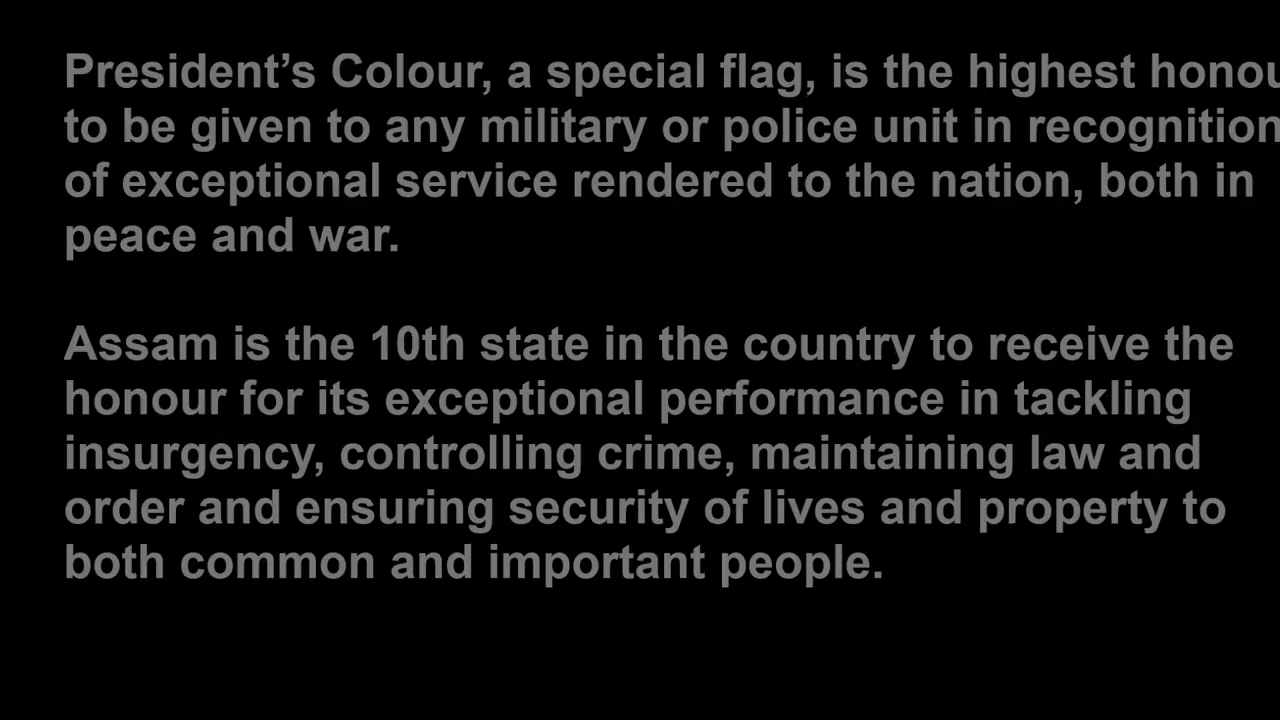 President’s Colour, a special flag, is the highest honou
to be given to any military or police unit in recognition
of exceptional service rendered to the nation, both in
peace and war.
Assam is the 10th state in the country to receive the
honour for its exceptional performance in tackling
insurgency, controlling crime, maintaining law and
order and ensuring security of lives and property to
both common and important people.